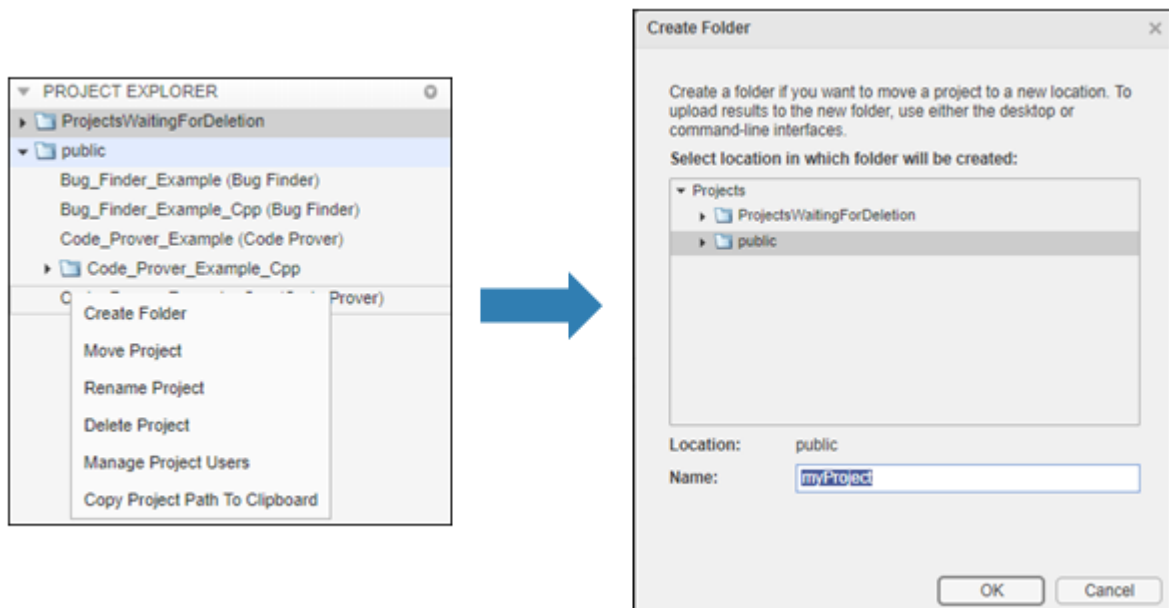 PROJECT EXPLORER
ProjectsWaitingForDeletion
public
Bug_Finder_Example (Bug Finder)
Bug_Finder_Example_Cpp (Bug Finder)
Code_Prover_Example (Code Prover)
Code_Prover_Example_Cpp
Prover)
Create Folder
Move Project
Rename Project
Delete Project
Manage Project Users
Copy Project Path To Clipboard
Create Folder
Create a folder if you want to move a project to a new location. To
upload results to the new folder, use either the desktop or
command-line interfaces.
Select location in which folder will be created:
Projects
ProjectsWaitingForDeletion
public
Location: public
Name: myProject
OK Cancel